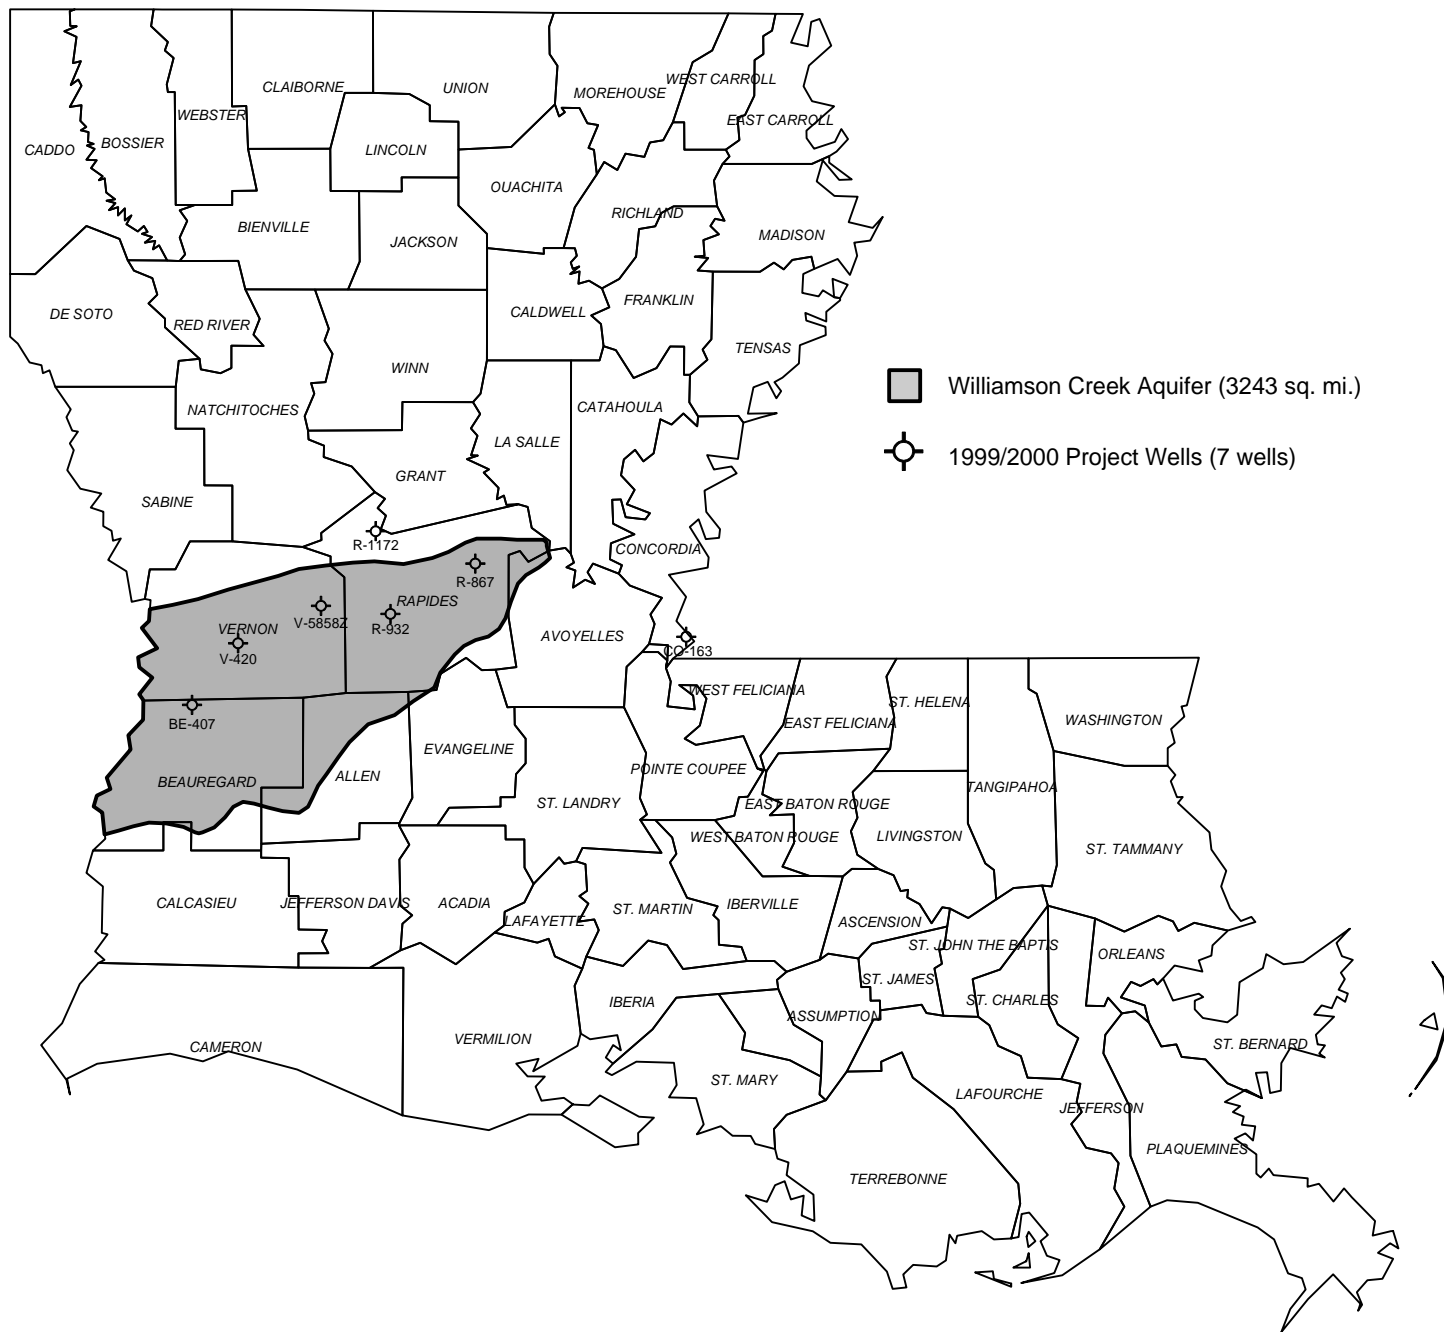 CLAIBORNE
UNION
WEST CARROLL
MOREHOUSE
WEBSTER
EAST CARROLL
BOSSIER
CADDO
LINCOLN
OUACHITA
RICHLAND
BIENVILLE
MADISON
JACKSON
FRANKLIN
CALDWELL
DE SOTO
RED RIVER
TENSAS
WINN
Williamson Creek Aquifer (3243 sq. mi.)
NATCHITOCHES
CATAHOULA
LA SALLE
1999/2000 Project Wells (7 wells)
GRANT
SABINE
R-1172
CONCORDIA
R-867
RAPIDES
V-5858Z
R-932
VERNON
AVOYELLES
CO-163
V-420
WEST FELICIANA
ST. HELENA
EAST FELICIANA
WASHINGTON
BE-407
EVANGELINE
POINTE COUPEE
ALLEN
BEAUREGARD
TANGIPAHOA
ST. LANDRY
EAST BATON ROUGE
WEST BATON ROUGE
LIVINGSTON
ST. TAMMANY
CALCASIEU
JEFFERSON DAVIS
ACADIA
IBERVILLE
ST. MARTIN
LAFAYETTE
ASCENSION
ST. JOHN THE BAPTIS
ORLEANS
ST. JAMES
IBERIA
ST. CHARLES
ASSUMPTION
VERMILION
CAMERON
ST. BERNARD
ST. MARY
LAFOURCHE
JEFFERSON
PLAQUEMINES
TERREBONNE